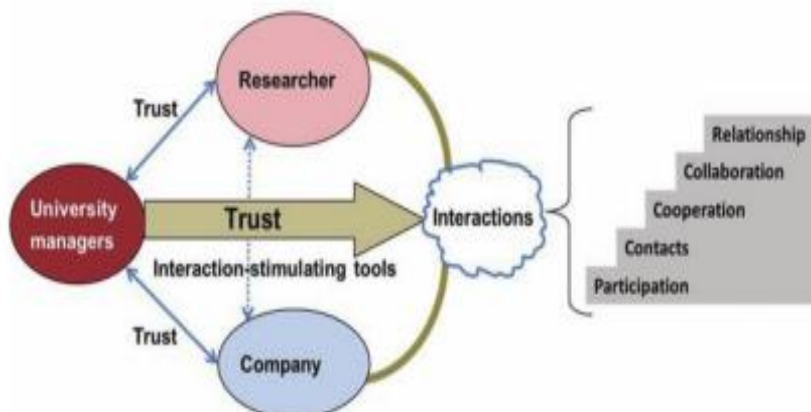 Researcher
Trust
University
managers
Trust
Interaction-stimulating tools
Trust
Company
Interactions
Relationship
Collaboration
Cooperation
Contacts
Participation